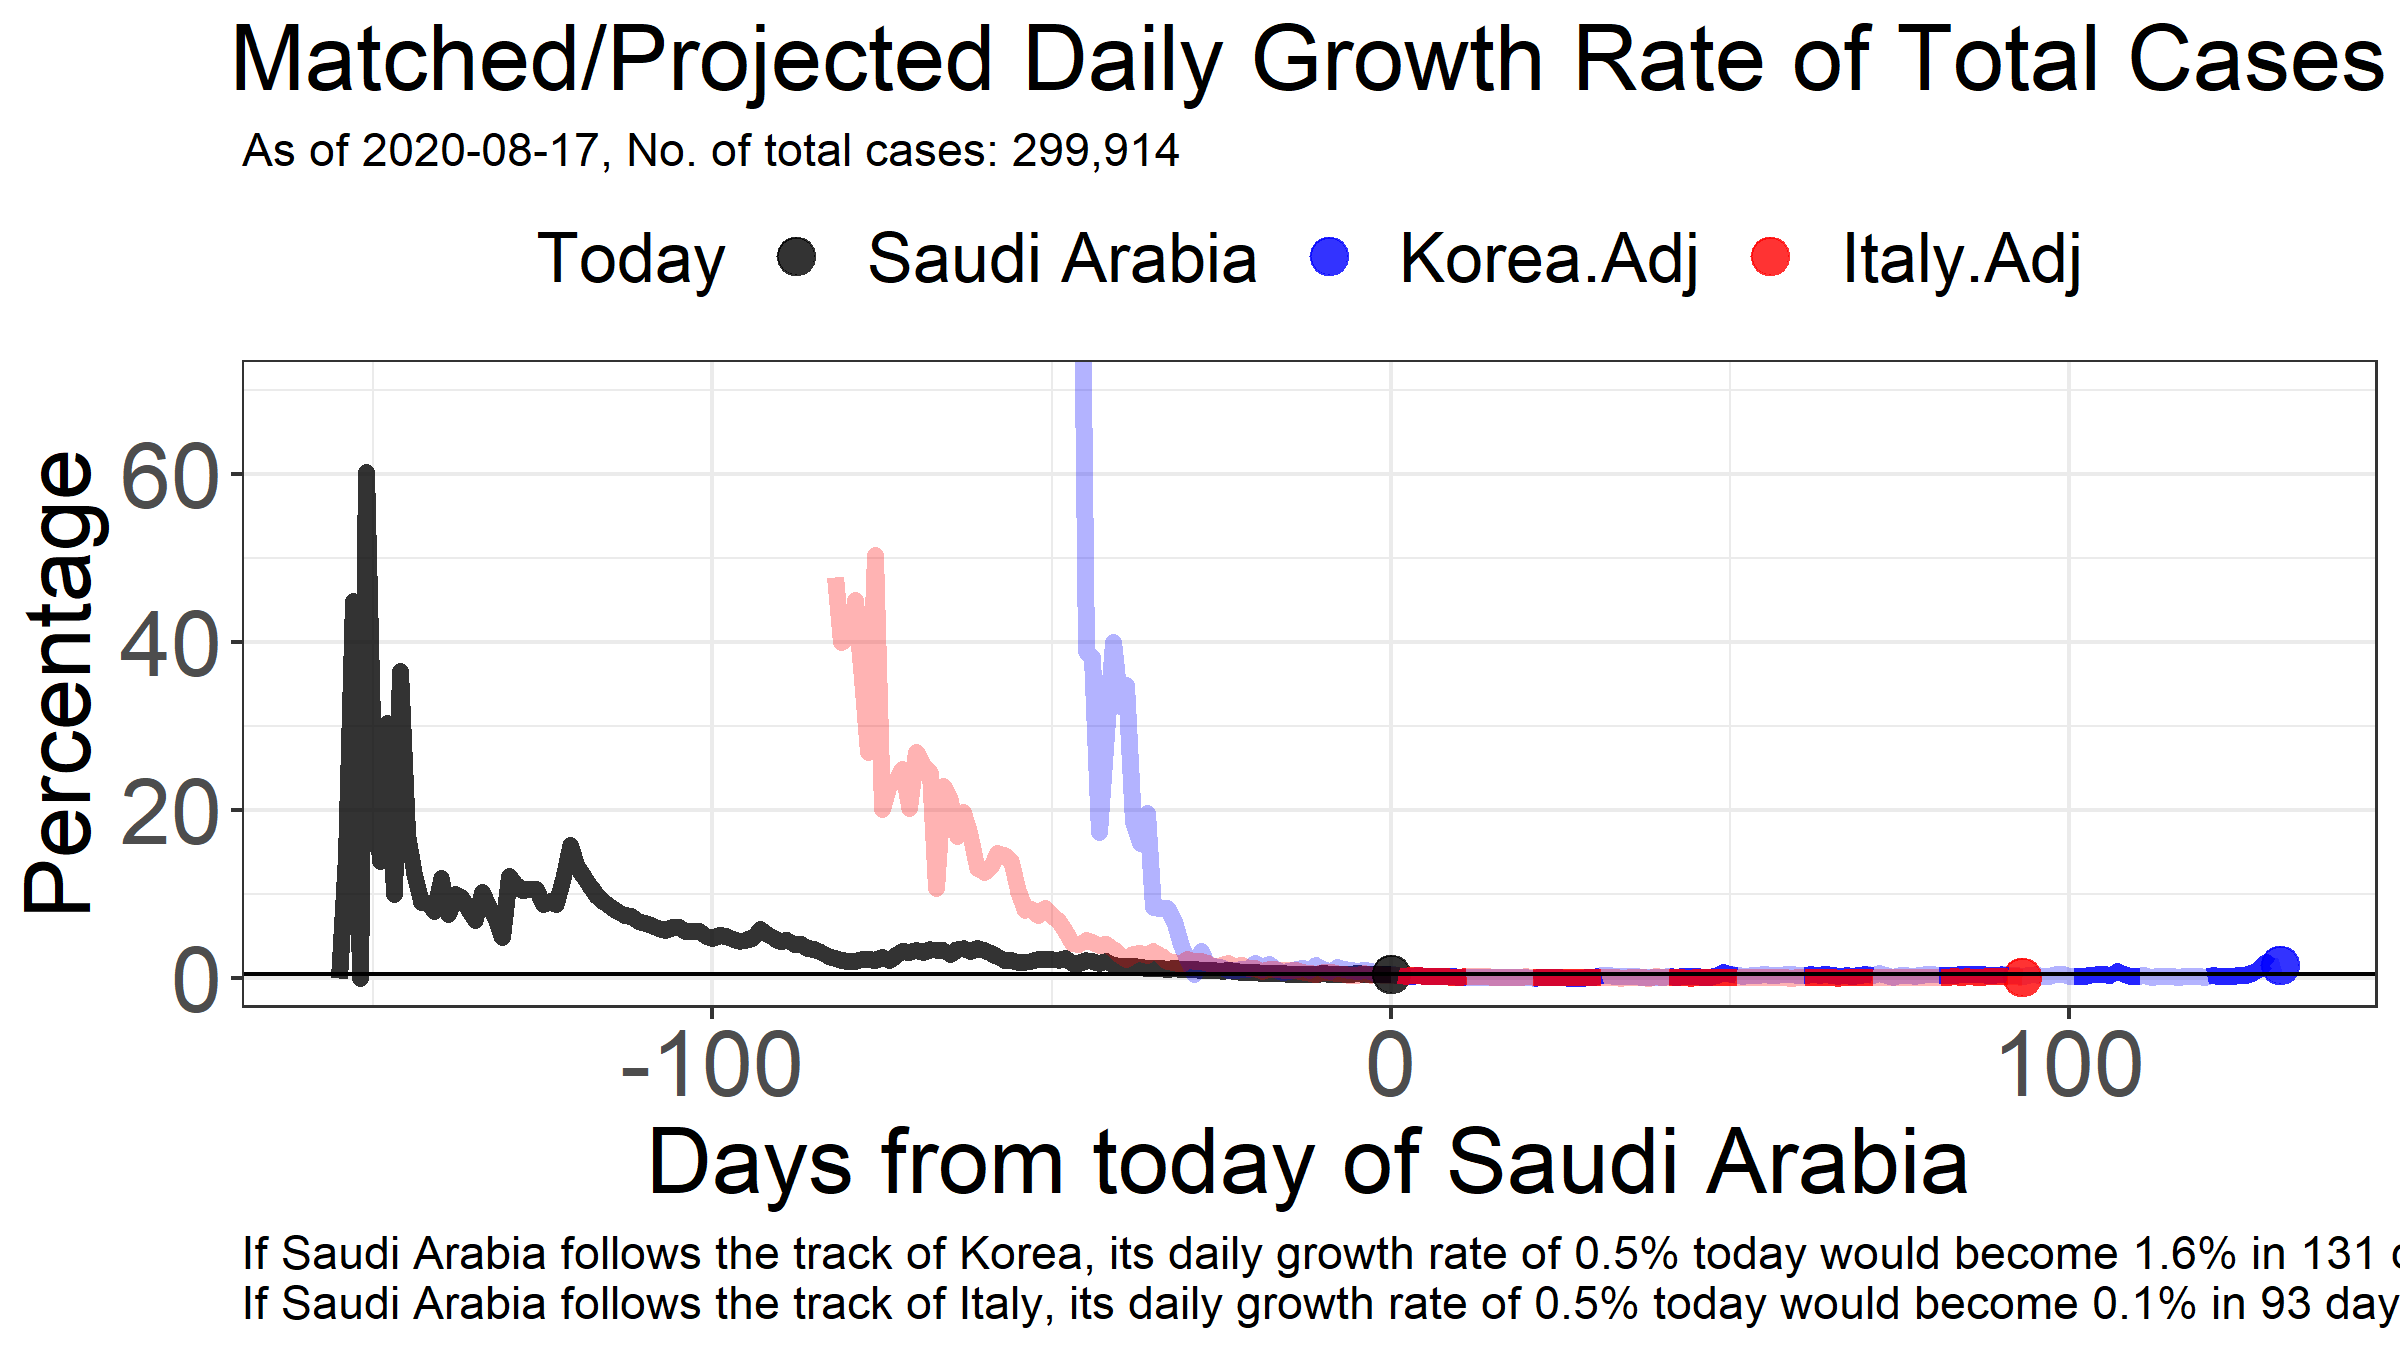 Matched/Projected Daily Growth Rate of Total Cases
As of 2020-08-17, No. of total cases: 299,914
Today Saudi Arabia Korea.Adj Italy.Adj
Percentage
60
40
20
0
-100 0 100
Days from today of Saudi Arabia
If Saudi Arabia follows the track of Korea, its daily growth rate of 0.5% today would become 1.6% in 131
If Saudi Arabia follows the track of Italy, its daily growth rate of 0.5% today would become 0.1% in 93 day